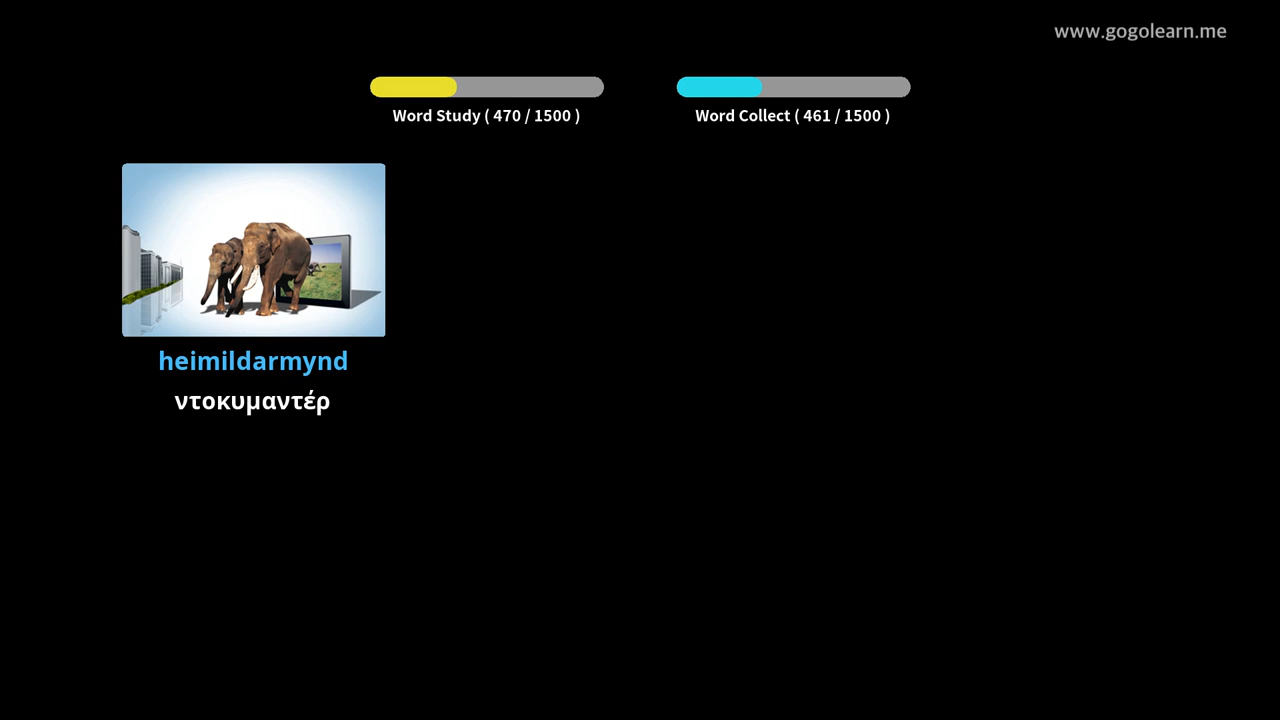 www.gogolearn.me
Word Study ( 470 / 1500 )
Word Collect ( 461 / 1500 )
heimildarmynd
ντοκυμαντέρ